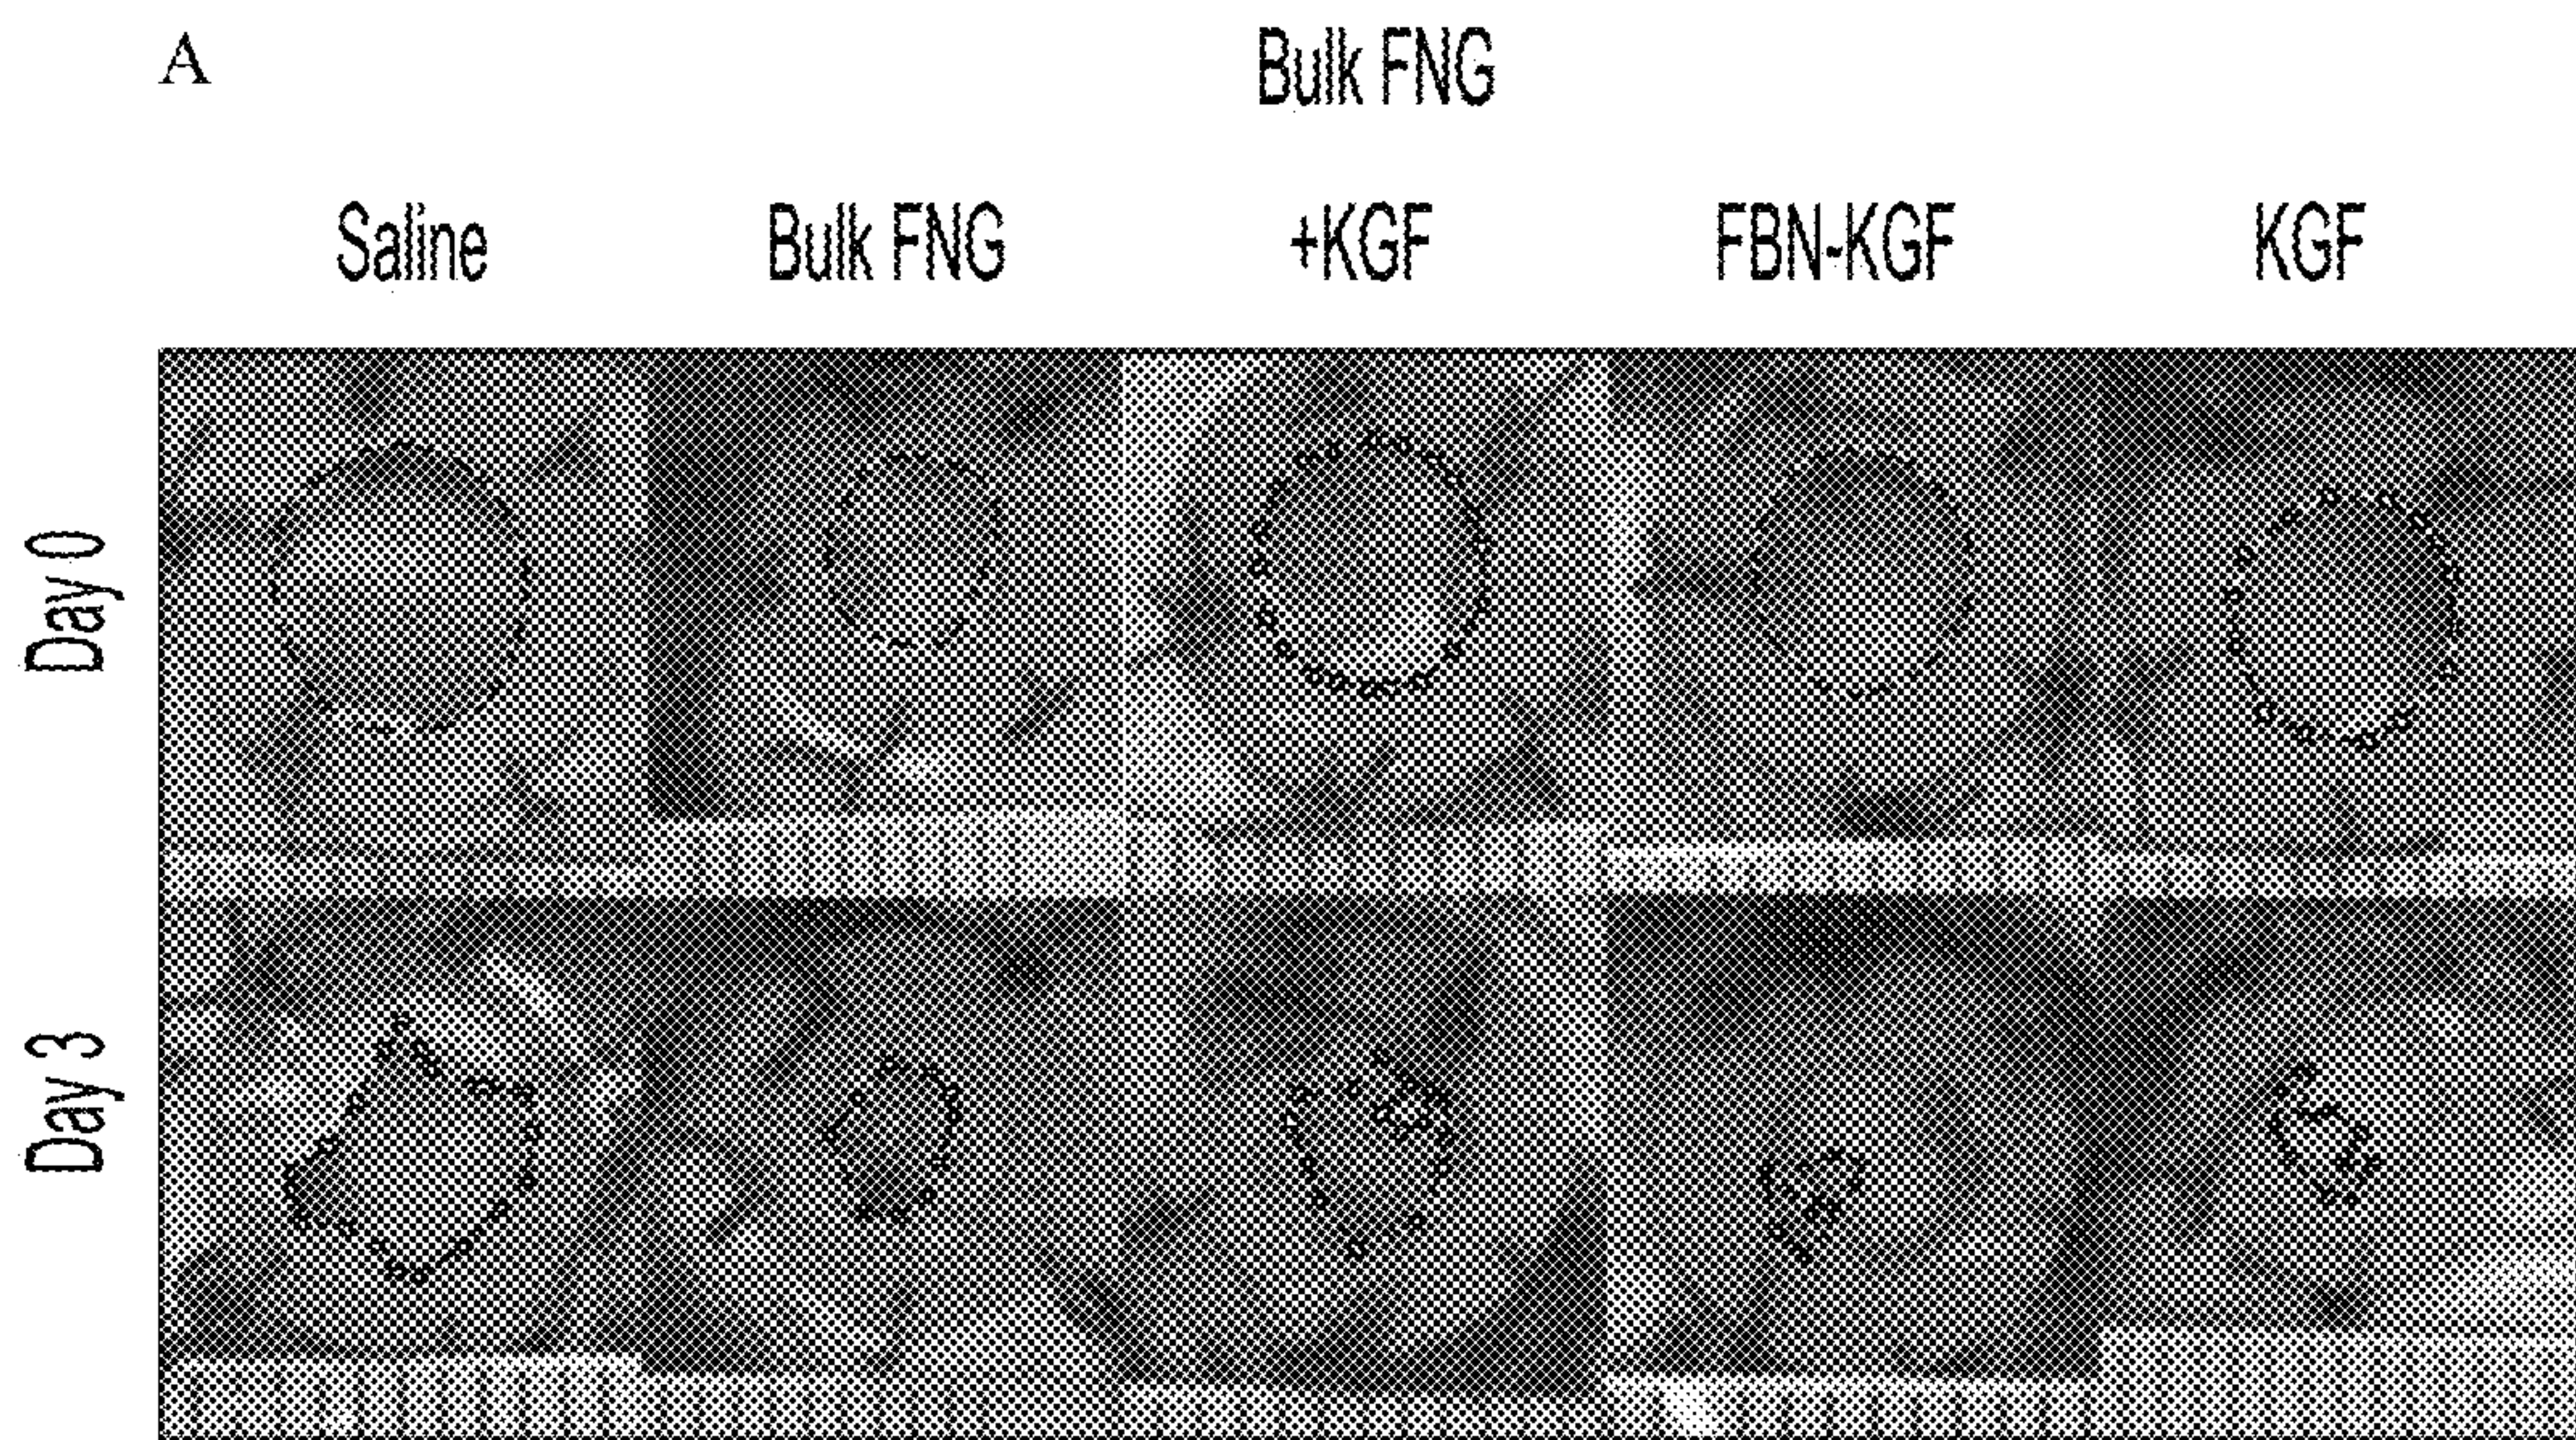 A
Bulk FNG
Saline Bulk FNG +KGF FBN-KGF KGF
Day 0
Day 3